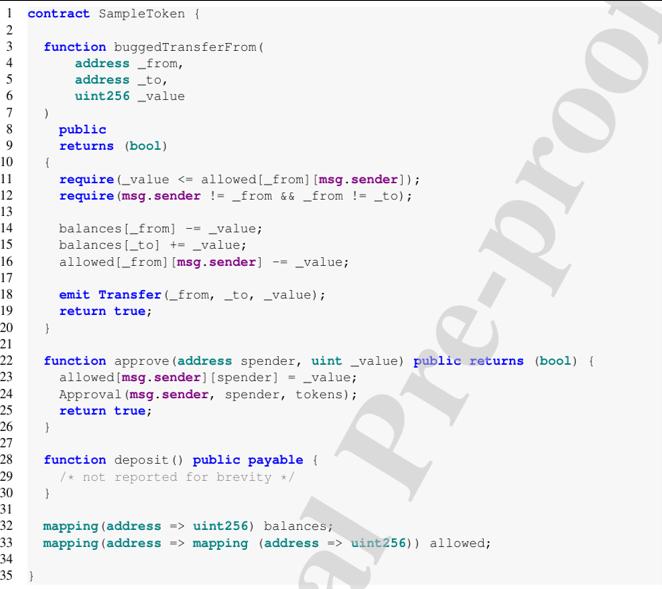 1 contract SampleToken {
2
3 function buggedTransferFrom(
4 address _from,
5 address _to,
6 uint256 _value
7 )
8 public
9 returns (bool)
10 {
11 require(_value <= allowed[_from][msg.sender]);
12 require(msg.sender != _from && _from != _to);
13
14 balances[_from] -= _value;
15 balances[_to] += _value;
16 allowed[_from][msg.sender] -= _value;
17
18 emit Transfer(_from, _to, _value);
19 return true;
20 }
21
22 function approve(address spender, uint _value) public returns (bool) {
23 allowed[msg.sender][spender] = _value;
24 Approval(msg.sender, spender, tokens);
25 return true;
26 }
27
28 function deposit() public payable {
29 /* not reported for brevity */
30 }
31
32 mapping(address => uint256) balances;
33 mapping(address => mapping (address => uint256)) allowed;
34
35 }
al Pre-proof